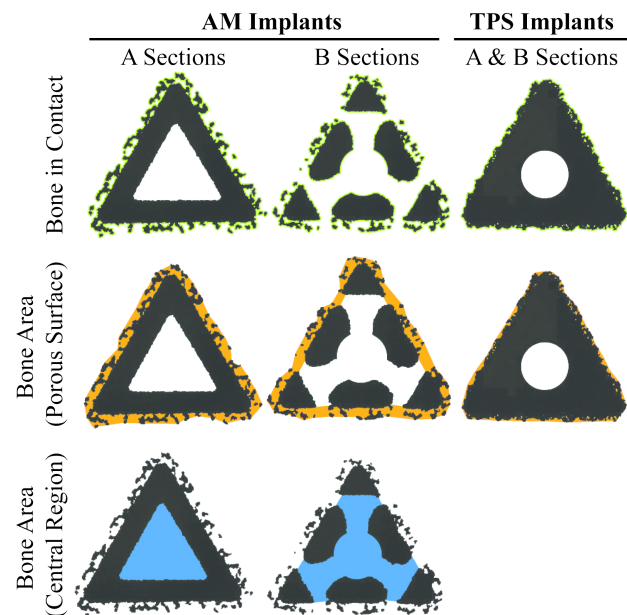 AM Implants
TPS Implants
A Sections
B Sections
A & B Sections
Bone in Contact
Bone Area
(Porous Surface)
Bone Area
(Central Region)